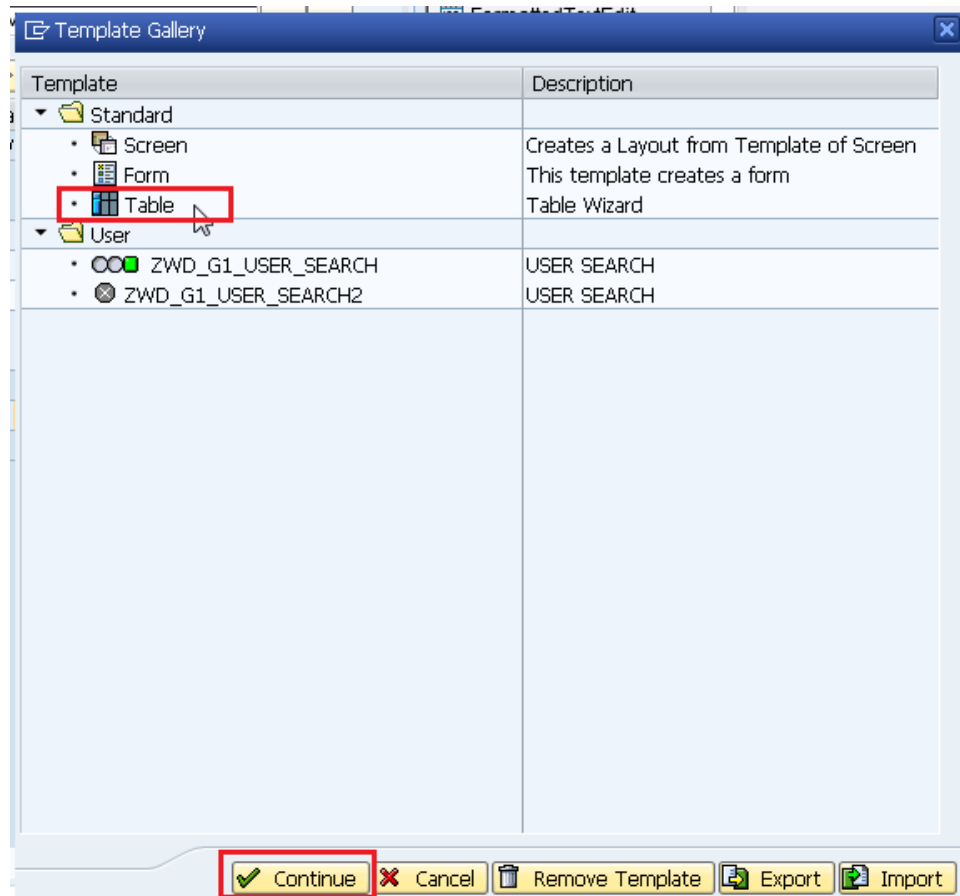 Template Gallery
Template Description
Standard
Screen Creates a Layout from Template of Screen
Form This template creates a form
Table Table Wizard
User
ZWD_G1_USER_SEARCH USER SEARCH
ZWD_G1_USER_SEARCH2 USER SEARCH
Continue Cancel Remove Template Export Import